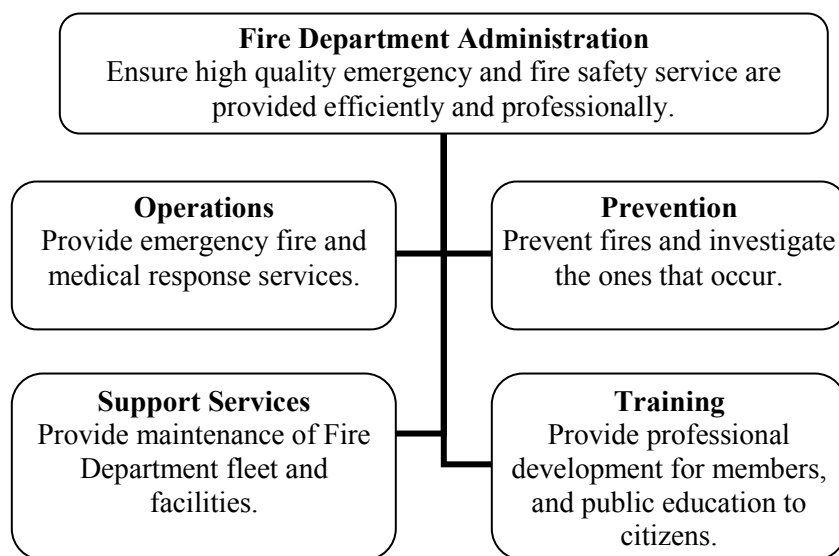 Fire Department Administration
Ensure high quality emergency and fire safety service are
provided efficiently and professionally.
Operations
Provide emergency fire and
medical response services.
Prevention
Prevent fires and investigate
the ones that occur.
Support Services
Provide maintenance of Fire
Department fleet and
facilities.
Training
Provide professional
development for members,
and public education to
citizens.